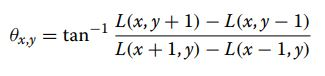 θx,y = tan−1 L(x, y + 1) − L(x, y − 1)
L(x + 1, y) − L(x − 1, y)